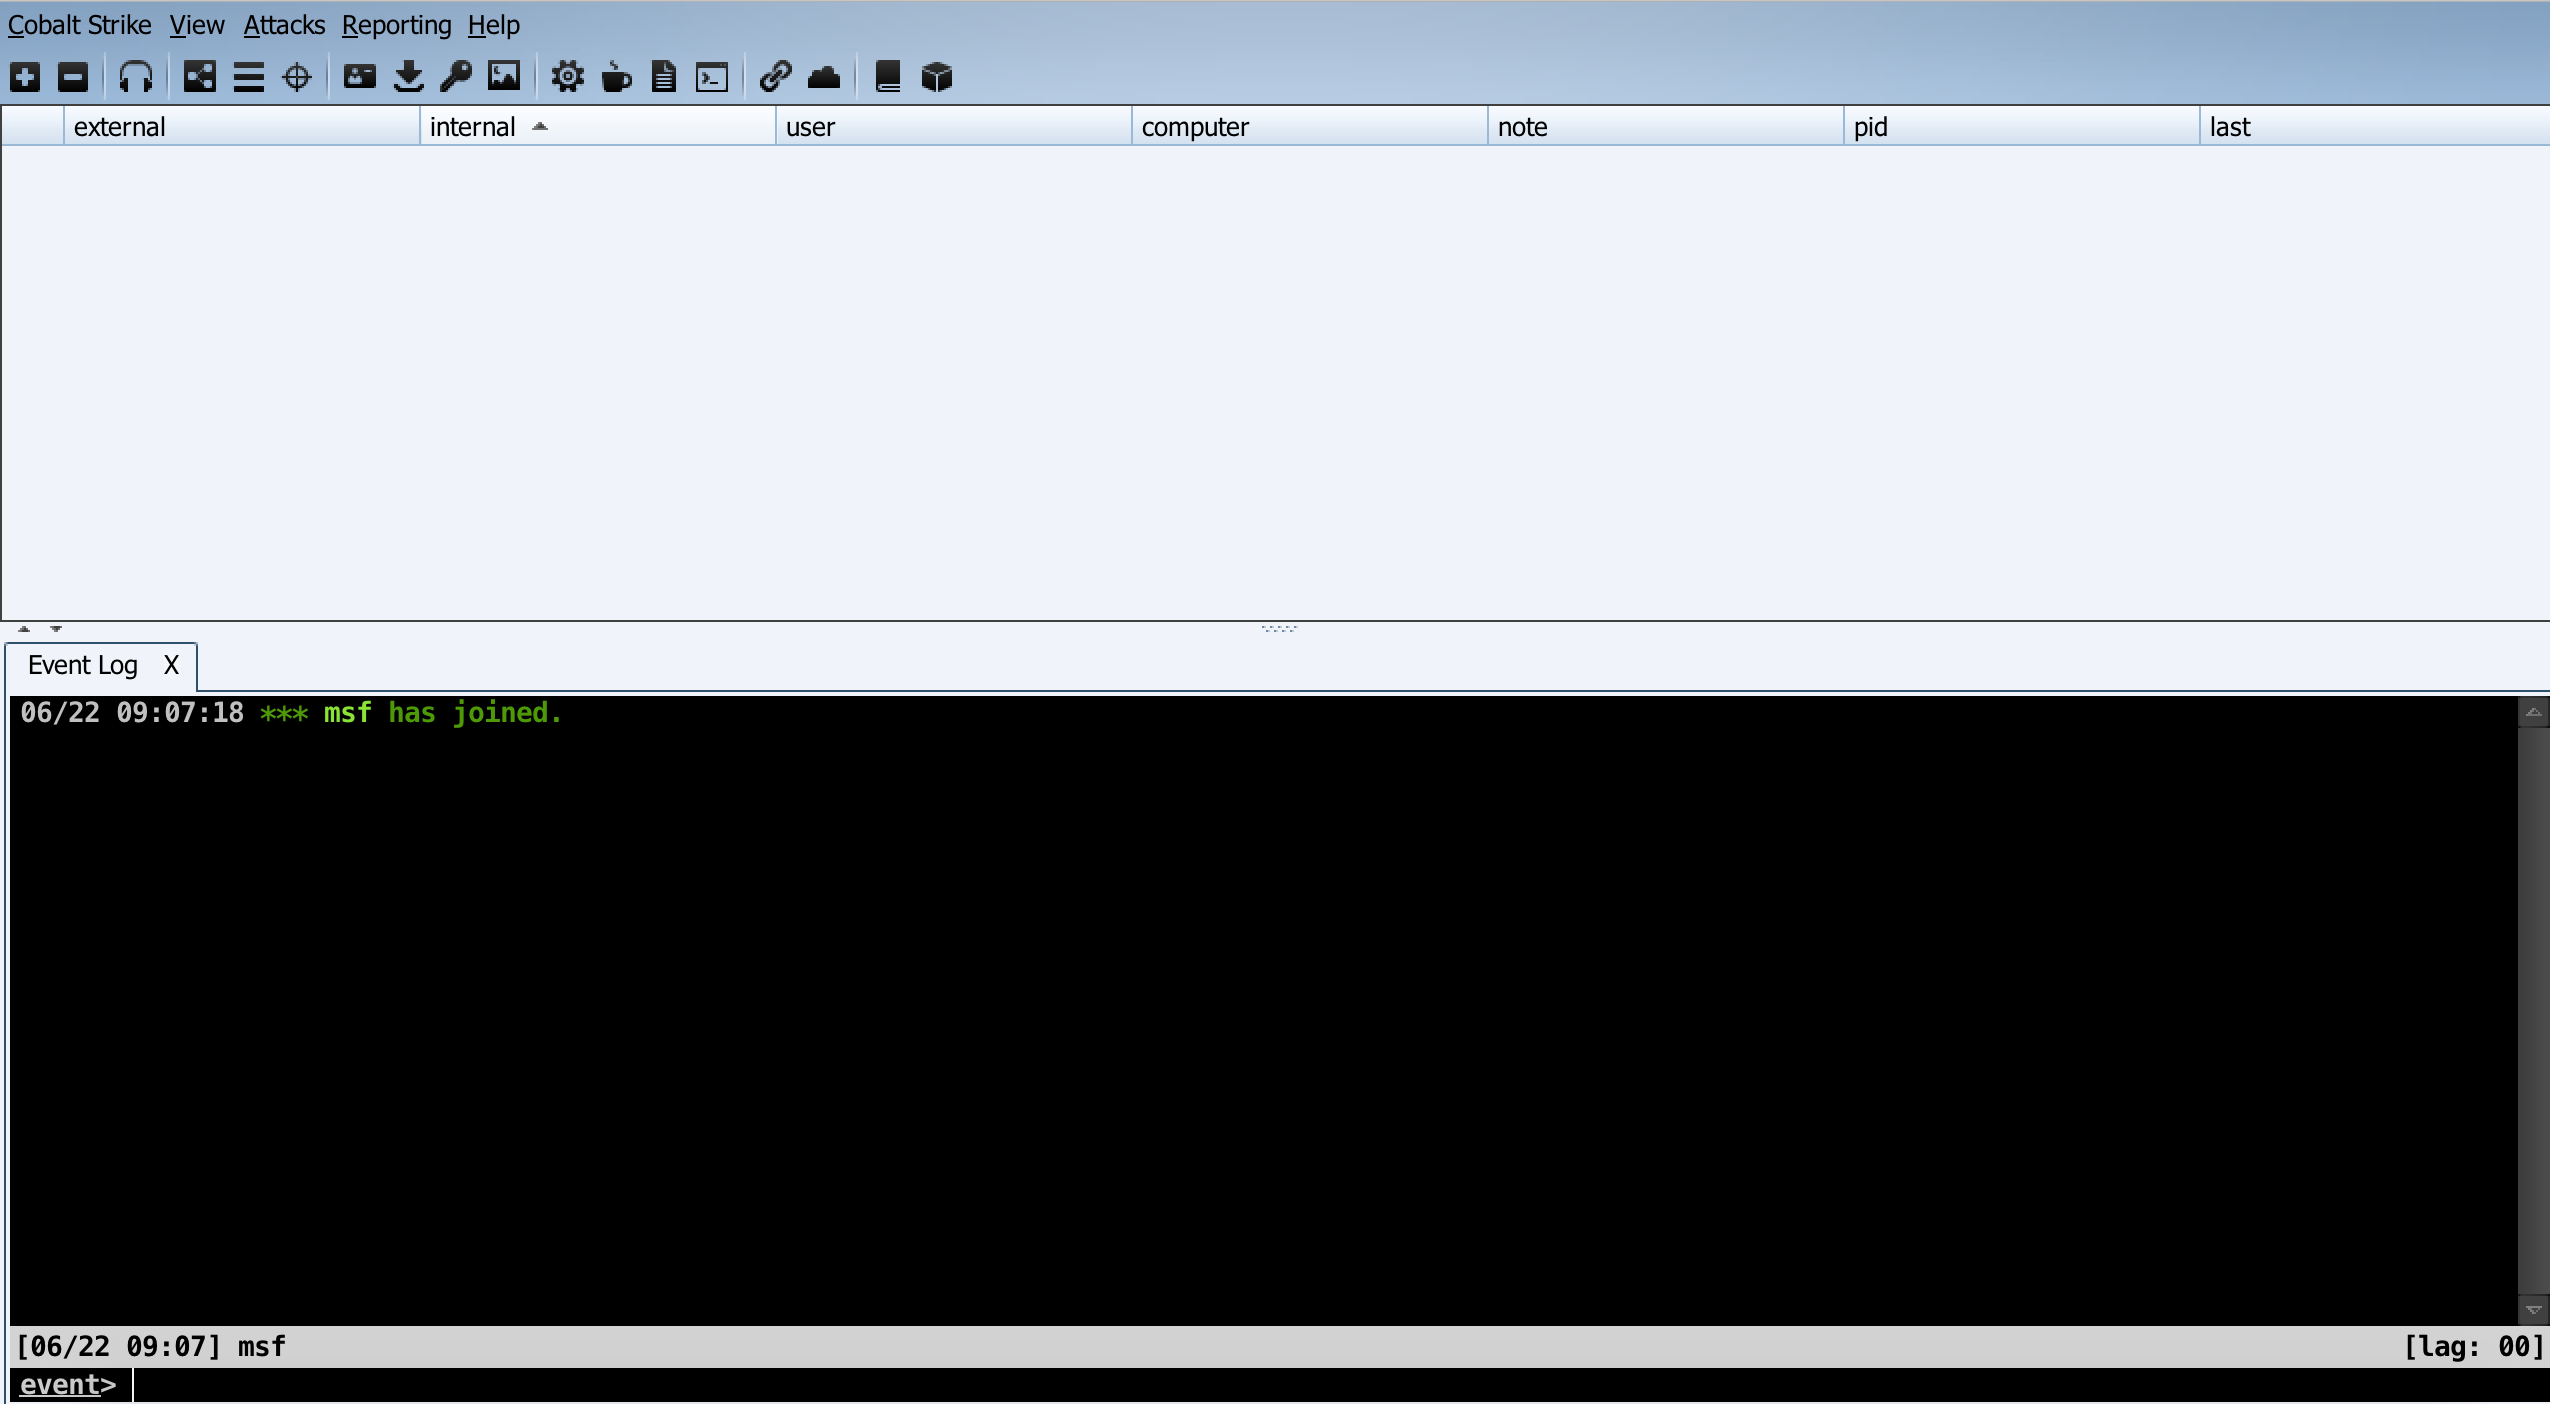 Cobalt Strike View Attacks Reporting Help
external internal user computer note pid last
Event Log X
06/22 09:07:18 *** msf has joined.
[06/22 09:07] msf [lag: 00]
event>